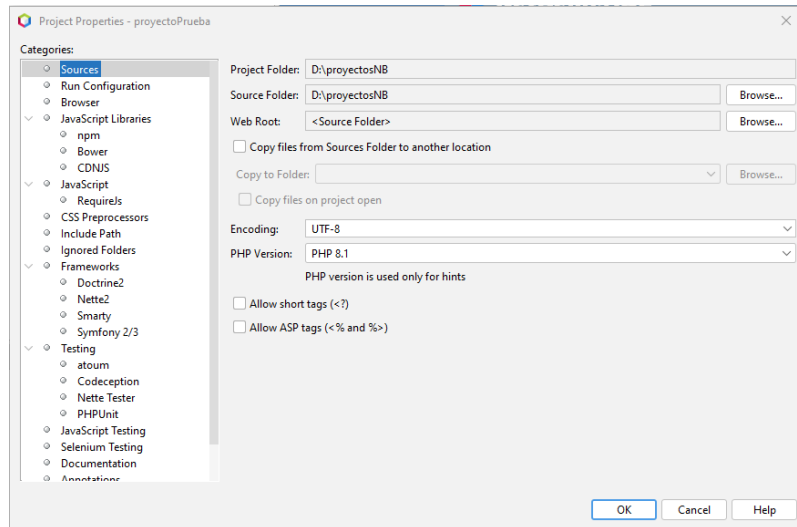 Project Properties - proyectoPrueba
Categories:
Sources
Run Configuration
Browser
JavaScript Libraries
npm
Bower
CDNJS
JavaScript
RequireJs
CSS Preprocessors
Include Path
Ignored Folders
Frameworks
Doctrine2
Nette2
Smarty
Symfony 2/3
Testing
atoum
Codeception
Nette Tester
PHPUnit
JavaScript Testing
Selenium Testing
Documentation
Annotations
Project Folder: D:\proyectosNB
Source Folder: D:\proyectosNB Browse...
Web Root: <Source Folder> Browse...
Copy files from Sources Folder to another location
Copy to Folder: Browse...
Copy files on project open
Encoding: UTF-8
PHP Version: PHP 8.1
PHP version is used only for hints
Allow short tags (<?)
Allow ASP tags (<% and %>)
OK Cancel Help